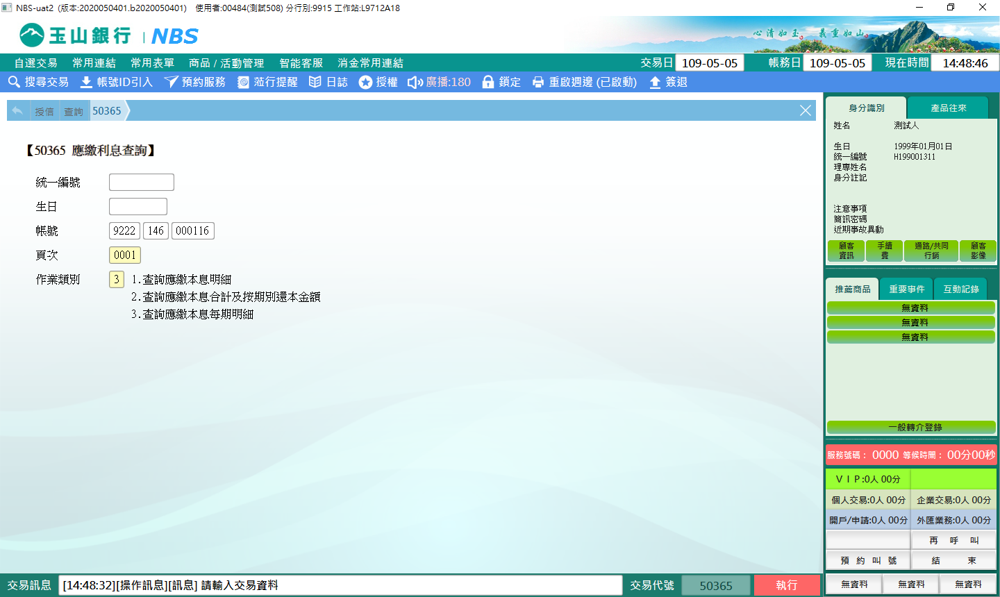 NBS-uat2 (版本:2020050401.b2020050401) 使用者:00484(測試508) 分行別:9915 工作站:L9712A18
玉山銀行 | NBS
心清如玉 義重如山
自選交易 常用連結 常用表單 商品 / 活動管理 智能客服 消金常用連結 交易日 109-05-05 帳務日 109-05-05 現在時間 14:48:46
搜尋交易 帳號ID引入 預約服務 蒞行提醒 日誌 授權 廣播:180 鎖定 重啟週邊 (已啟動) 簽退
授信 查詢 50365
【50365 應繳利息查詢】
統一編號
生日
帳號 9222 146 000116
頁次 0001
作業類別 3 1.查詢應繳本息明細
2.查詢應繳本息合計及按期別還本金額
3.查詢應繳本息每期明細
身分識別 產品往來
姓名 測試人
生日 1999年01月01日
統一編號 H199001311
理專姓名
身分註記
注意事項
簡訊密碼
近期事故異動
顧客資訊 手續費 通路/共同行銷 顧客影像
推薦商品 重要事件 互動記錄
無資料
無資料
無資料
一般轉介登錄
服務號碼: 0000 等候時間: 00分00秒
VIP:0人 00分
個人交易:0人 00分 企業交易:0人 00分
開戶/申請:0人 00分 外匯業務:0人 00分
再 呼 叫
預 約 叫 號 結 束
無資料 無資料 無資料
交易訊息 [14:48:32][操作訊息][訊息] 請輸入交易資料 交易代號 50365 執行